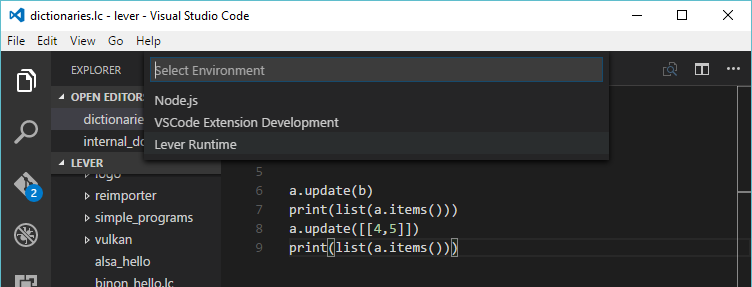 dictionaries.lc - lever - Visual Studio Code
File Edit View Go Help
EXPLORER
Select Environment
Node.js
VSCode Extension Development
Lever Runtime
OPEN EDITORS
dictionaries
internal_do
LEVER
logo
reimporter
simple_programs
vulkan
alsa_hello
binon_hello.lc
2
5
6 a.update(b)
7 print(list(a.items()))
8 a.update([[4,5]])
9 print(list(a.items()))